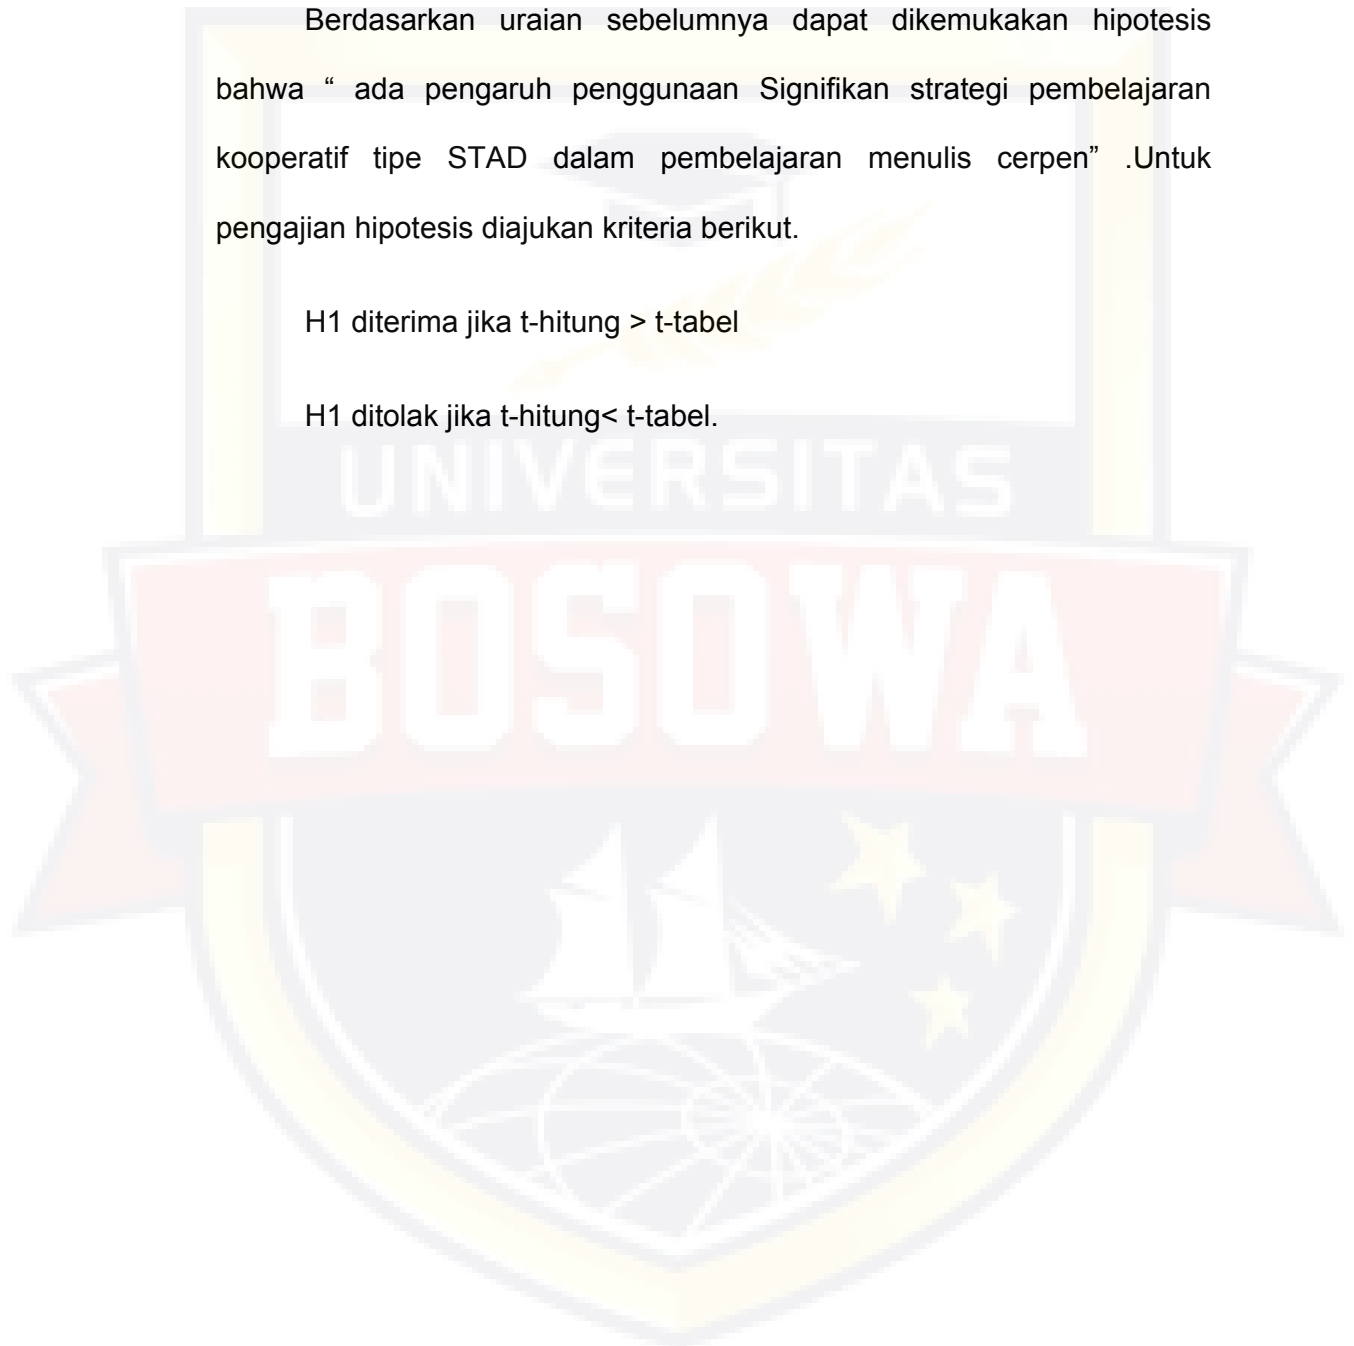 Berdasarkan uraian sebelumnya dapat dikemukakan hipotesis
bahwa “ ada pengaruh penggunaan Signifikan strategi pembelajaran
kooperatif tipe STAD dalam pembelajaran menulis cerpen” .Untuk
pengajian hipotesis diajukan kriteria berikut.
H1 diterima jika t-hitung > t-tabel
H1 ditolak jika t-hitung< t-tabel.
UNIVERSITAS
BOSOWA